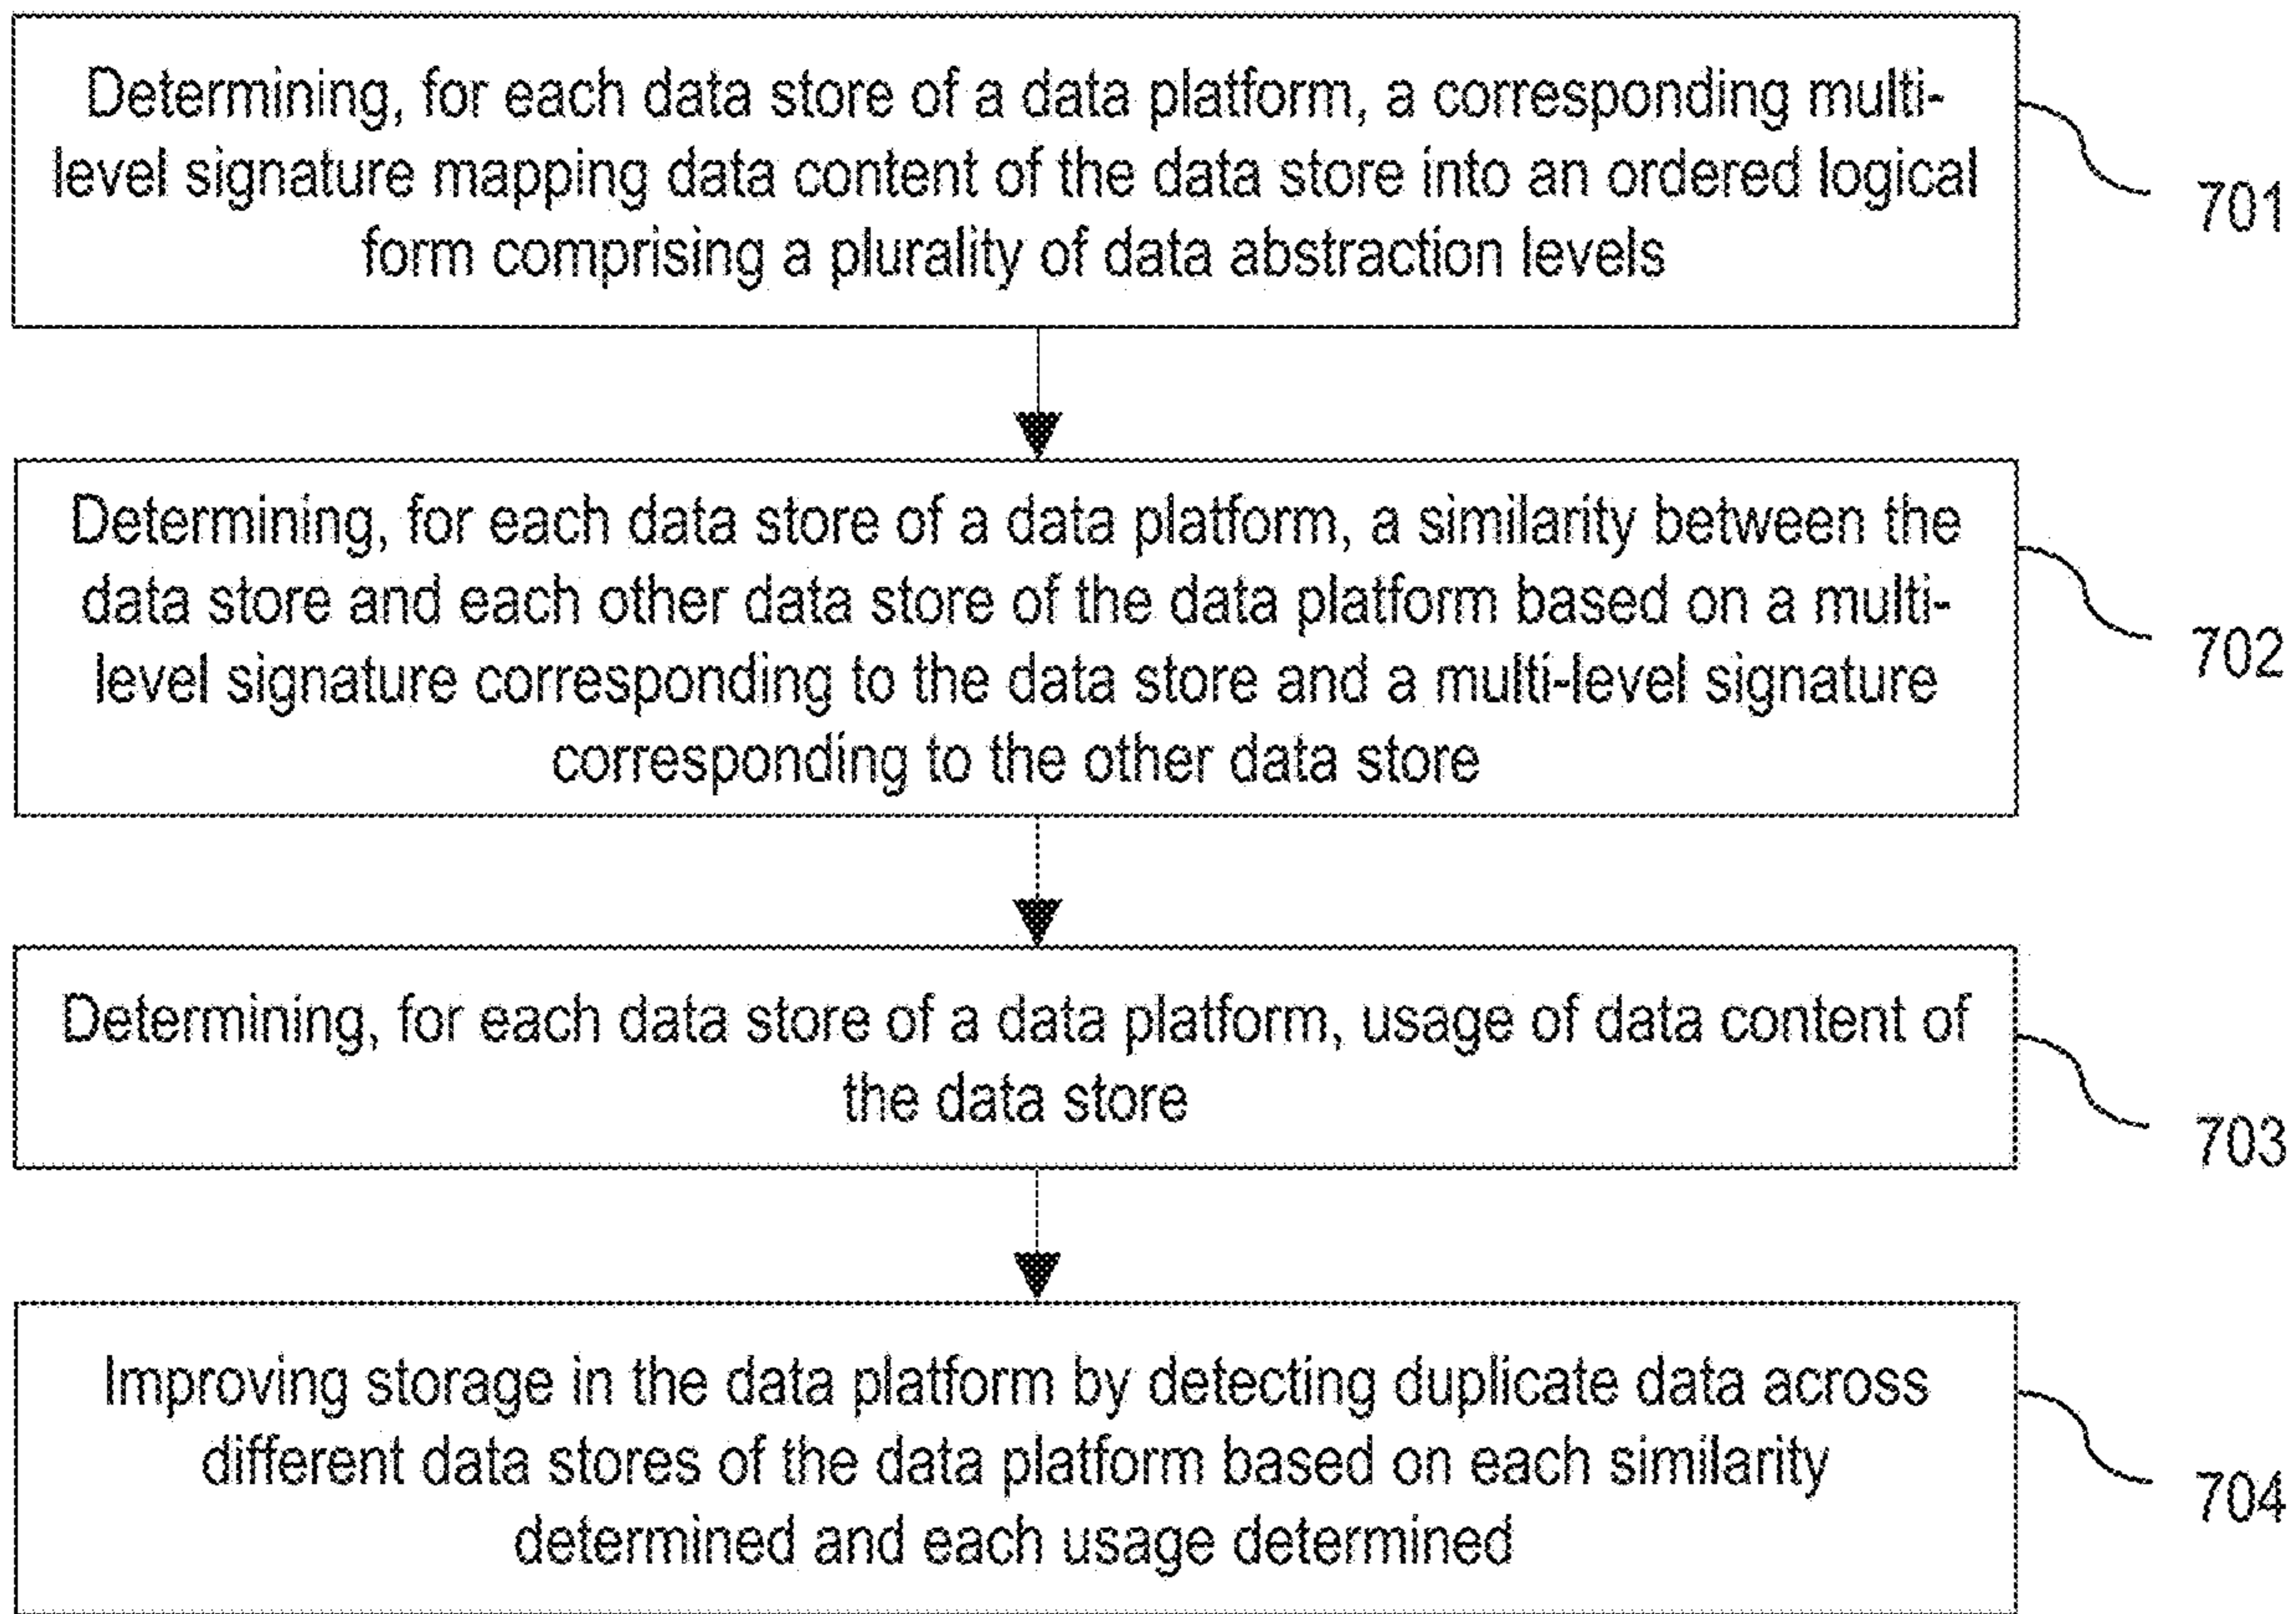 Determining, for each data store of a data platform, a corresponding multi-
level signature mapping data content of the data store into an ordered logical
form comprising a plurality of data abstraction levels
701
Determining, for each data store of a data platform, a similarity between the
data store and each other data store of the data platform based on a multi-
level signature corresponding to the data store and a multi-level signature
corresponding to the other data store
702
Determining, for each data store of a data platform, usage of data content of
the data store
703
Improving storage in the data platform by detecting duplicate data across
different data stores of the data platform based on each similarity
determined and each usage determined
704